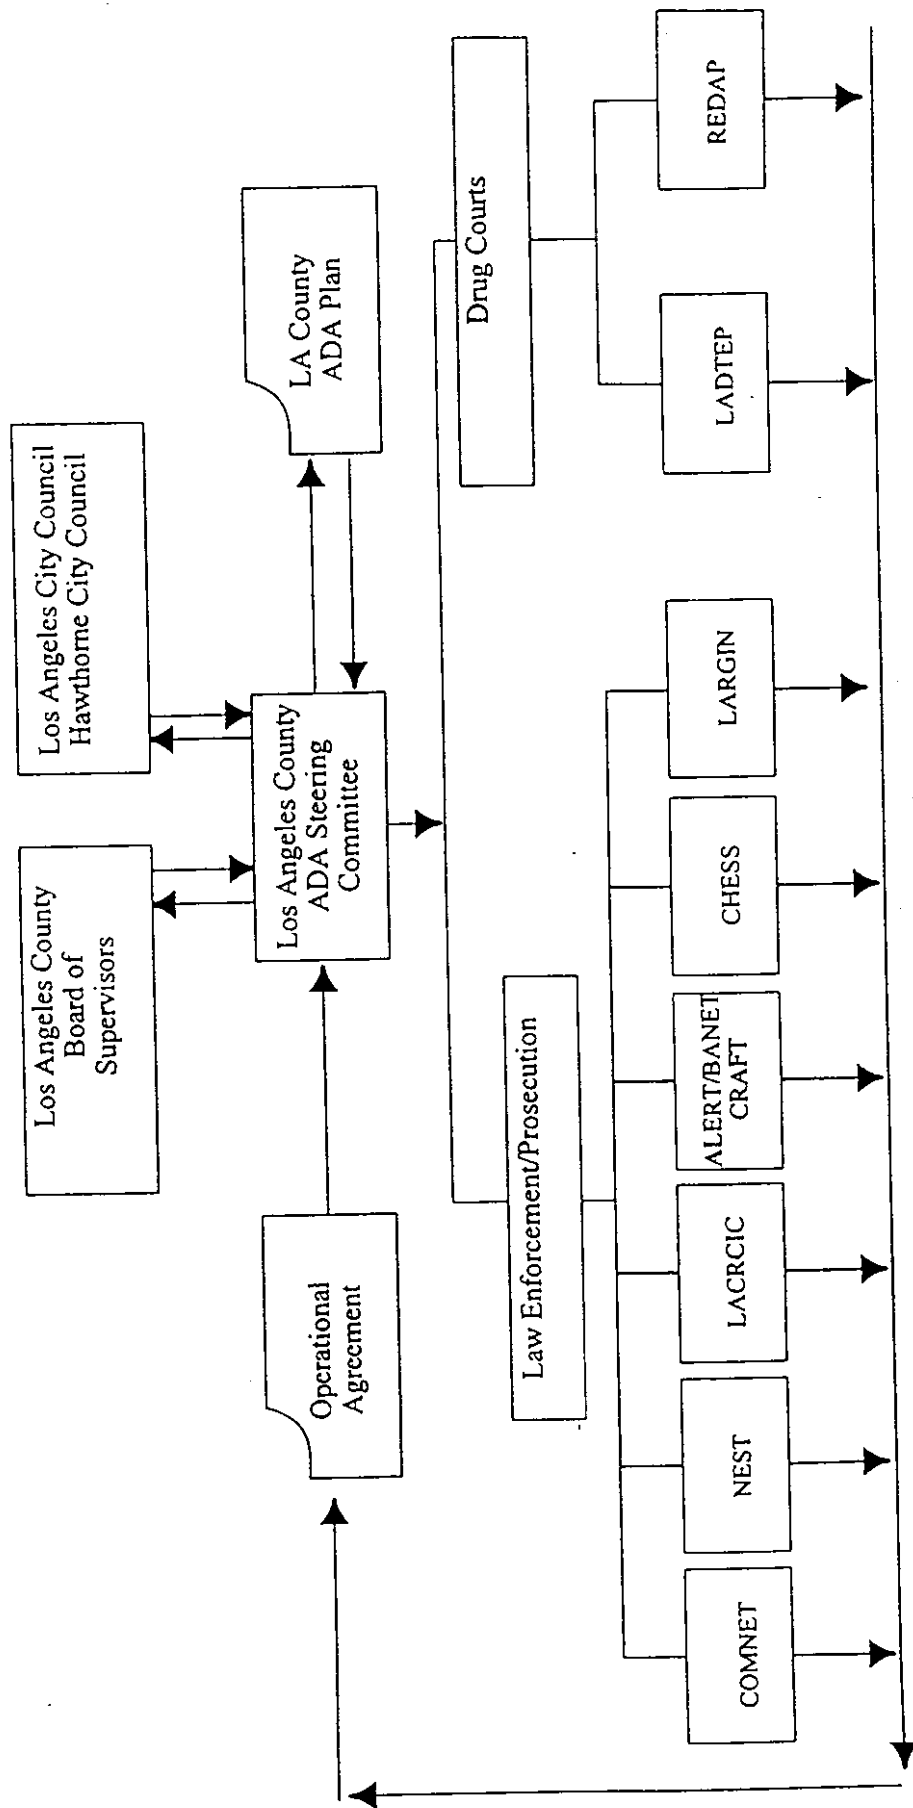 Los Angeles County
Board of
Supervisors
Los Angeles City Council
Hawthorne City Council
Operational
Agreement
Los Angeles County
ADA Steering
Committee
LA County
ADA Plan
Law Enforcement/Prosecution
Drug Courts
COMNET
NEST
LACRCIC
ALERT/BANET
CRAFT
CHESS
LARGIN
LADTEP
REDAP